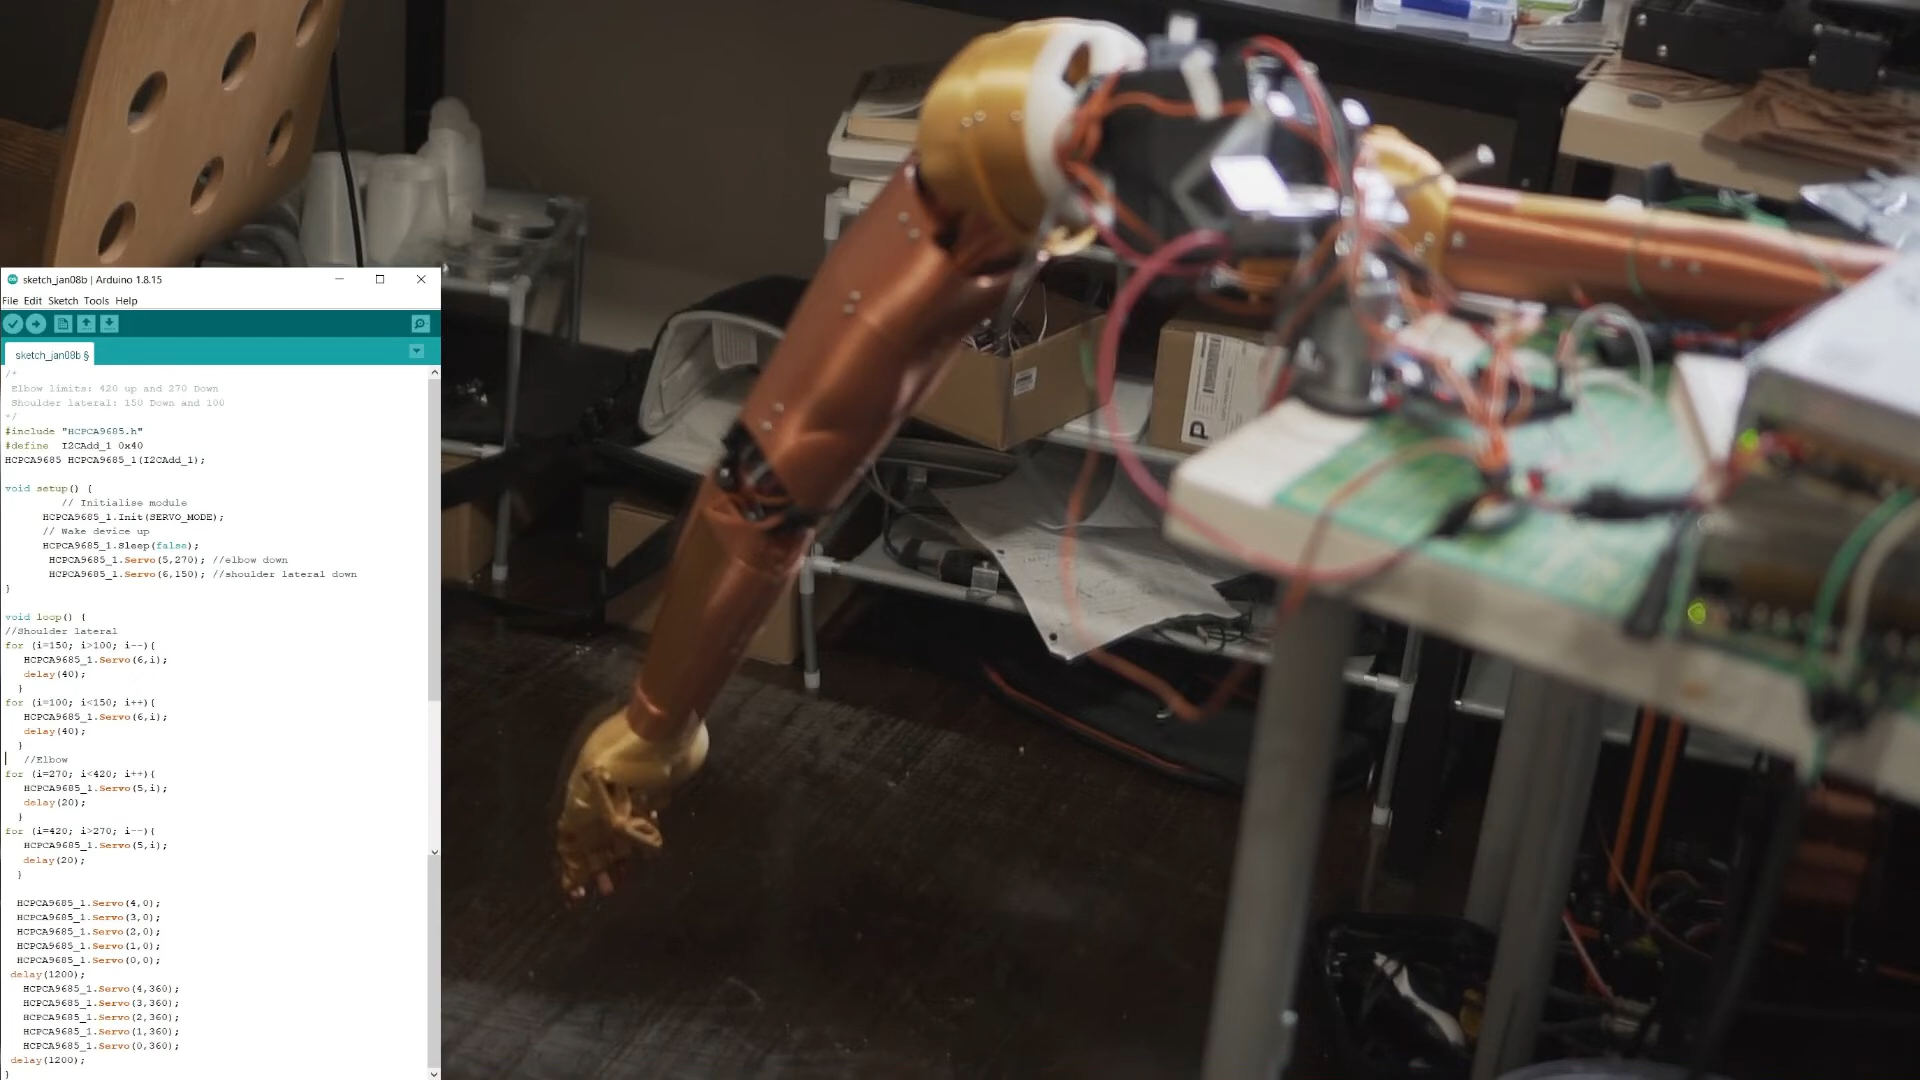 sketch_jan08b | Arduino 1.8.15
File Edit Sketch Tools Help
sketch_jan08b §
/*
Elbow limits: 420 up and 270 Down
Shoulder lateral: 150 Down and 100
*/
#include "HCPCA9685.h"
#define I2CAdd_1 0x40
HCPCA9685 HCPCA9685_1(I2CAdd_1);
void setup() {
// Initialise module
HCPCA9685_1.Init(SERVO_MODE);
// Wake device up
HCPCA9685_1.Sleep(false);
HCPCA9685_1.Servo(5,270); //elbow down
HCPCA9685_1.Servo(6,150); //shoulder lateral down
}
void loop() {
//Shoulder lateral
for (i=150; i>100; i--){
HCPCA9685_1.Servo(6,i);
delay(40);
}
for (i=100; i<150; i++){
HCPCA9685_1.Servo(6,i);
delay(40);
}
//Elbow
for (i=270; i<420; i++){
HCPCA9685_1.Servo(5,i);
delay(20);
}
for (i=420; i>270; i--){
HCPCA9685_1.Servo(5,i);
delay(20);
}
HCPCA9685_1.Servo(4,0);
HCPCA9685_1.Servo(3,0);
HCPCA9685_1.Servo(2,0);
HCPCA9685_1.Servo(1,0);
HCPCA9685_1.Servo(0,0);
delay(1200);
HCPCA9685_1.Servo(4,360);
HCPCA9685_1.Servo(3,360);
HCPCA9685_1.Servo(2,360);
HCPCA9685_1.Servo(1,360);
HCPCA9685_1.Servo(0,360);
delay(1200);
}
P